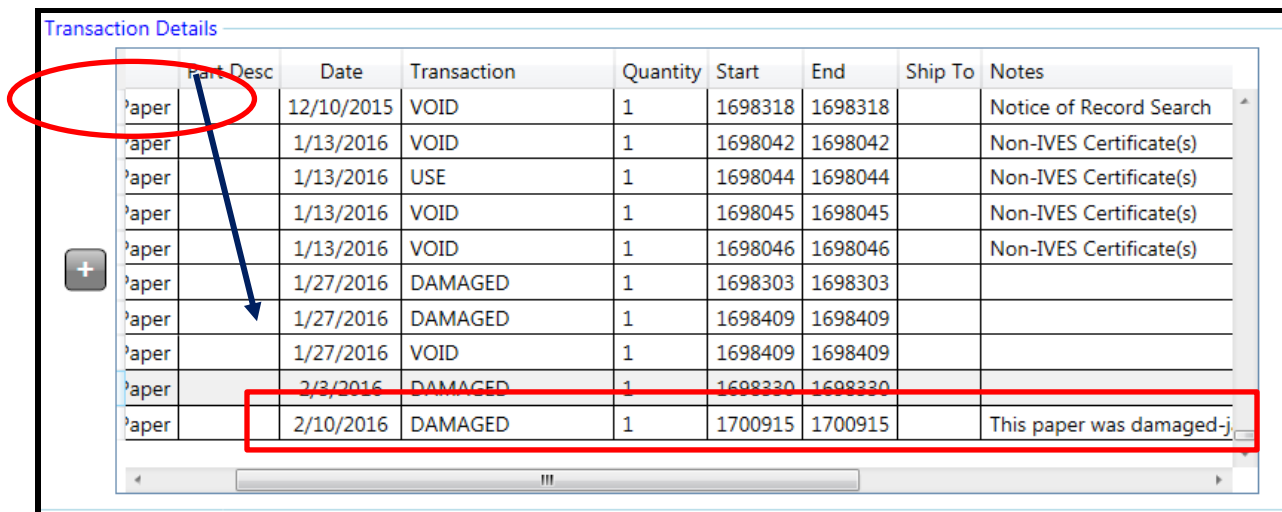 Transaction Details
Part Desc Date Transaction Quantity Start End Ship To Notes
Paper 12/10/2015 VOID 1 1698318 1698318 Notice of Record Search
Paper 1/13/2016 VOID 1 1698042 1698042 Non-IVES Certificate(s)
Paper 1/13/2016 USE 1 1698044 1698044 Non-IVES Certificate(s)
Paper 1/13/2016 VOID 1 1698045 1698045 Non-IVES Certificate(s)
Paper 1/13/2016 VOID 1 1698046 1698046 Non-IVES Certificate(s)
+
Paper 1/27/2016 DAMAGED 1 1698303 1698303
Paper 1/27/2016 DAMAGED 1 1698409 1698409
Paper 1/27/2016 VOID 1 1698409 1698409
Paper 2/3/2016 DAMAGED 1 1698330 1698330
Paper 2/10/2016 DAMAGED 1 1700915 1700915 This paper was damaged-j